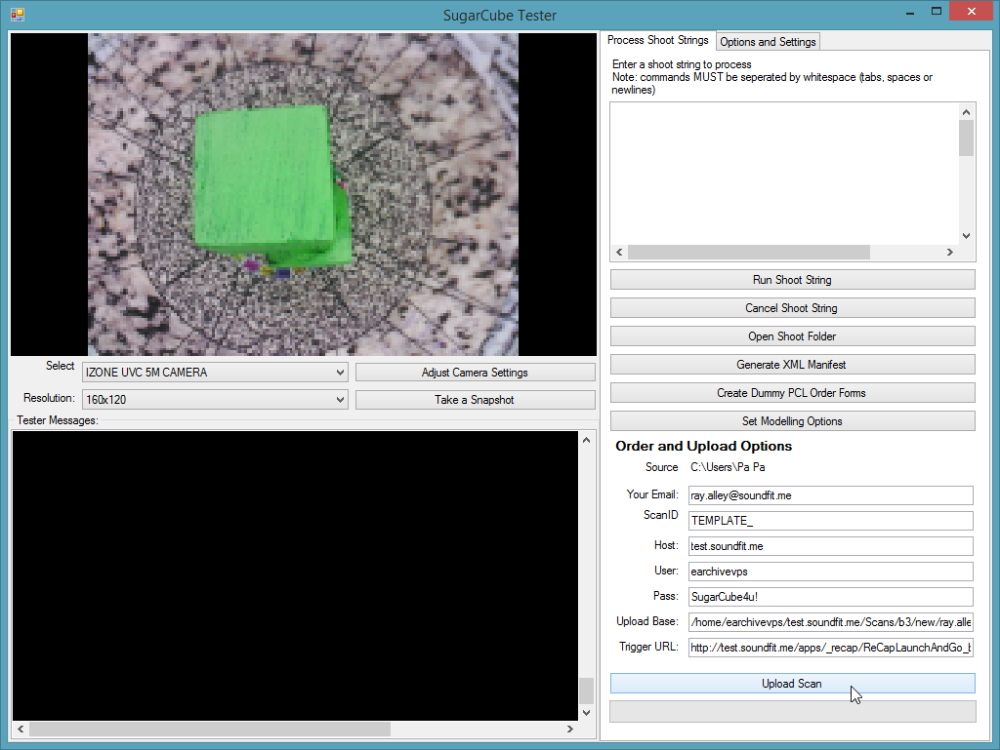 SugarCube Tester
Process Shoot Strings
Options and Settings
Enter a shoot string to process
Note: commands MUST be seperated by whitespace (tabs, spaces or
newlines)
Run Shoot String
Cancel Shoot String
Open Shoot Folder
Generate XML Manifest
Create Dummy PCL Order Forms
Set Modelling Options
Select
IZONE UVC 5M CAMERA
Adjust Camera Settings
Resolution:
160x120
Take a Snapshot
Tester Messages:
Order and Upload Options
Source C:\Users\Pa Pa
Your Email: ray.alley@soundfit.me
ScanID TEMPLATE_
Host: test.soundfit.me
User: earchivevps
Pass: SugarCube4u!
Upload Base: /home/earchivevps/test.soundfit.me/Scans/b3/new/ray.alle
Trigger URL: http://test.soundfit.me/apps/_recap/ReCapLaunchAndGo_
Upload Scan